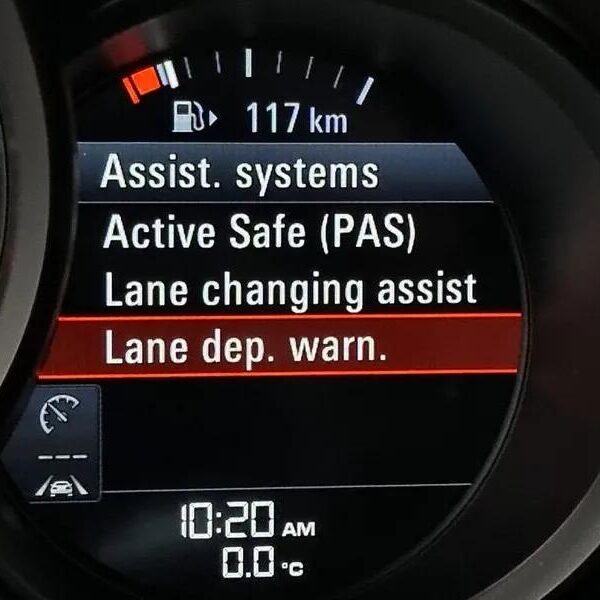 117 km
Assist. systems
Active Safe (PAS)
Lane changing assist
Lane dep. warn.
---
10:20 AM
0.0 °C